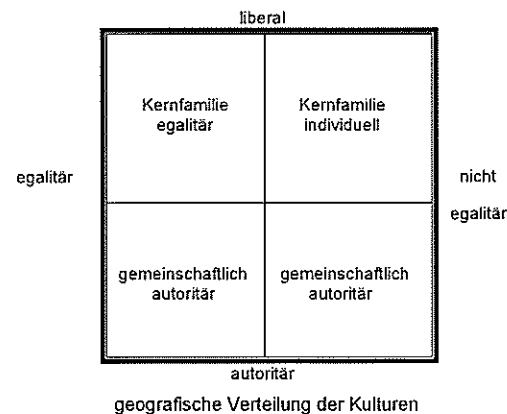 liberal
Kernfamilie
egalitär
Kernfamilie
individuell
egalitär
nicht
egalitär
gemeinschaftlich
autoritär
gemeinschaftlich
autoritär
autoritär
geografische Verteilung der Kulturen